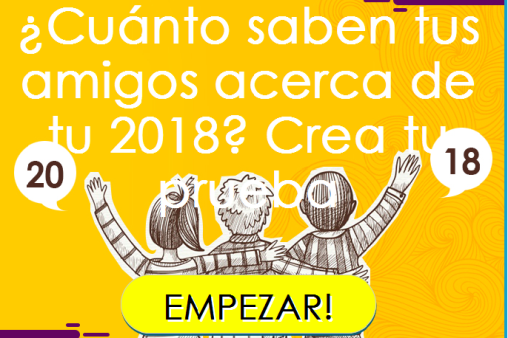 ¿Cuánto saben tus
amigos acerca de
tu 2018? Crea tu
prueba
20
18
EMPEZAR!